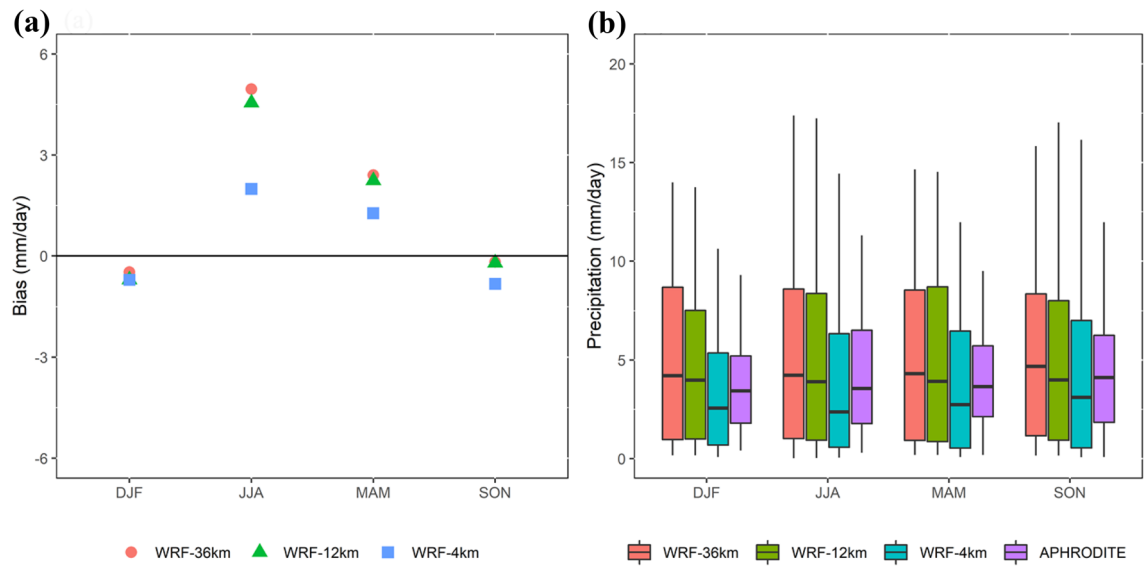 (a) (a)
6
3
0
-3
-6
Bias (mm/day)
DJF JJA MAM SON
WRF-36km WRF-12km WRF-4km
(b)
20
15
10
5
0
Precipitation (mm/day)
DJF JJA MAM SON
WRF-36km WRF-12km WRF-4km APHRODITE